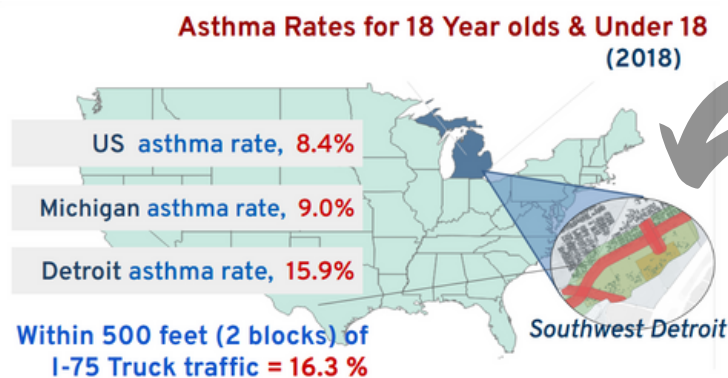 Asthma Rates for 18 Year olds & Under 18
(2018)
US asthma rate, 8.4%
Michigan asthma rate, 9.0%
Detroit asthma rate, 15.9%
Within 500 feet (2 blocks) of
I-75 Truck traffic = 16.3 %
Southwest Detroit